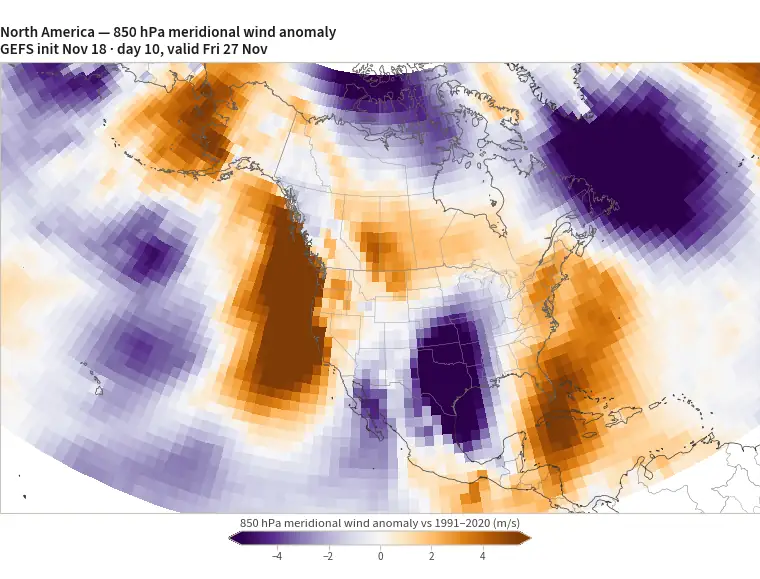 North America — 850 hPa meridional wind anomaly
GEFS init Nov 18 · day 10, valid Fri 27 Nov
850 hPa meridional wind anomaly vs 1991–2020 (m/s)
−4 −2 0 2 4